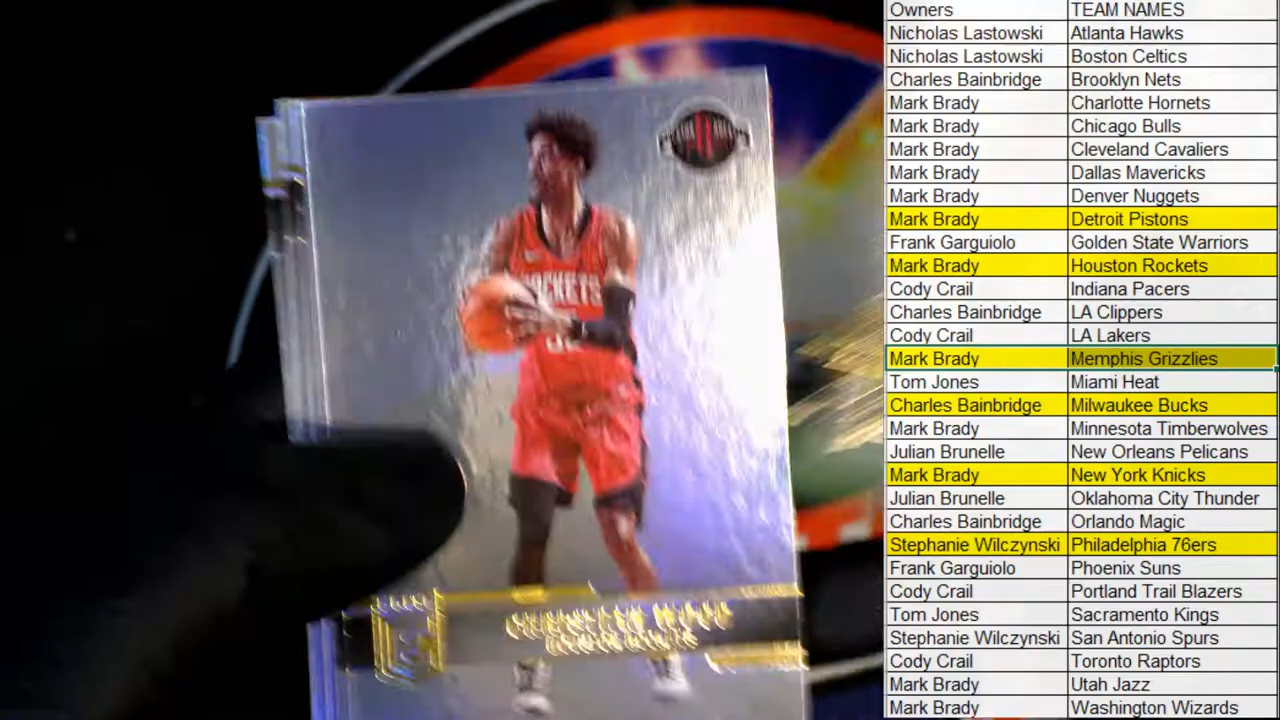 Owners TEAM NAMES
Nicholas Lastowski Atlanta Hawks
Nicholas Lastowski Boston Celtics
Charles Bainbridge Brooklyn Nets
Mark Brady Charlotte Hornets
Mark Brady Chicago Bulls
Mark Brady Cleveland Cavaliers
Mark Brady Dallas Mavericks
Mark Brady Denver Nuggets
Mark Brady Detroit Pistons
Frank Garguiolo Golden State Warriors
Mark Brady Houston Rockets
Cody Crail Indiana Pacers
Charles Bainbridge LA Clippers
Cody Crail LA Lakers
Mark Brady Memphis Grizzlies
Tom Jones Miami Heat
Charles Bainbridge Milwaukee Bucks
Mark Brady Minnesota Timberwolves
Julian Brunelle New Orleans Pelicans
Mark Brady New York Knicks
Julian Brunelle Oklahoma City Thunder
Charles Bainbridge Orlando Magic
Stephanie Wilczynski Philadelphia 76ers
Frank Garguiolo Phoenix Suns
Cody Crail Portland Trail Blazers
Tom Jones Sacramento Kings
Stephanie Wilczynski San Antonio Spurs
Cody Crail Toronto Raptors
Mark Brady Utah Jazz
Mark Brady Washington Wizards
ROCKETS